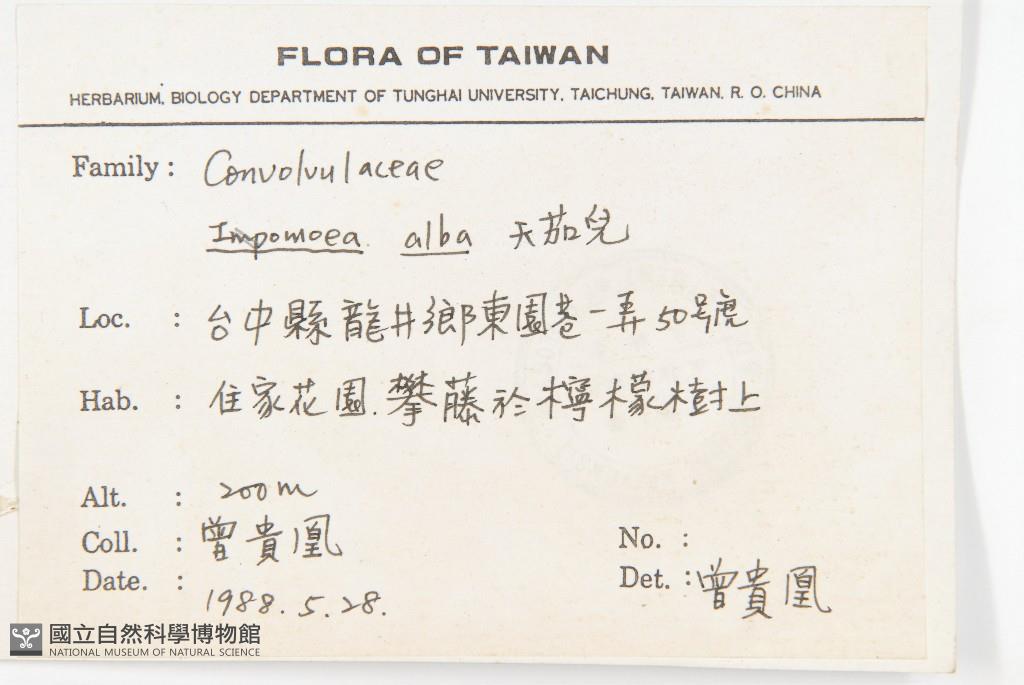 FLORA OF TAIWAN
HERBARIUM, BIOLOGY DEPARTMENT OF TUNGHAI UNIVERSITY, TAICHUNG, TAIWAN, R. O. CHINA
Family : Convolvulaceae
Impomoea alba 天茄兒
Loc. : 台中縣龍井鄉東園巷一弄50號
Hab. : 住家花園.攀藤於檸檬樹上
Alt. : 200m
Coll. : 曾貴凰
No. :
Date. : 1988.5.28.
Det. : 曾貴凰
國立自然科學博物館
NATIONAL MUSEUM OF NATURAL SCIENCE